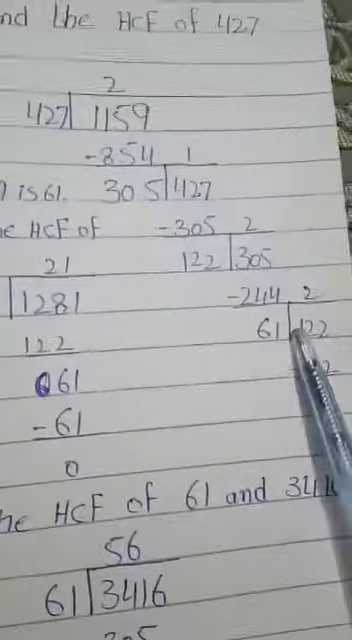 nd the HCF of 427
2
427 1159
-854 1
is 61. 305 427
e HCF of -305 2
21 122 305
1281 -244 2
122 61 122
61
-61
0
he HCF of 61 and 341
56
61 3416
305